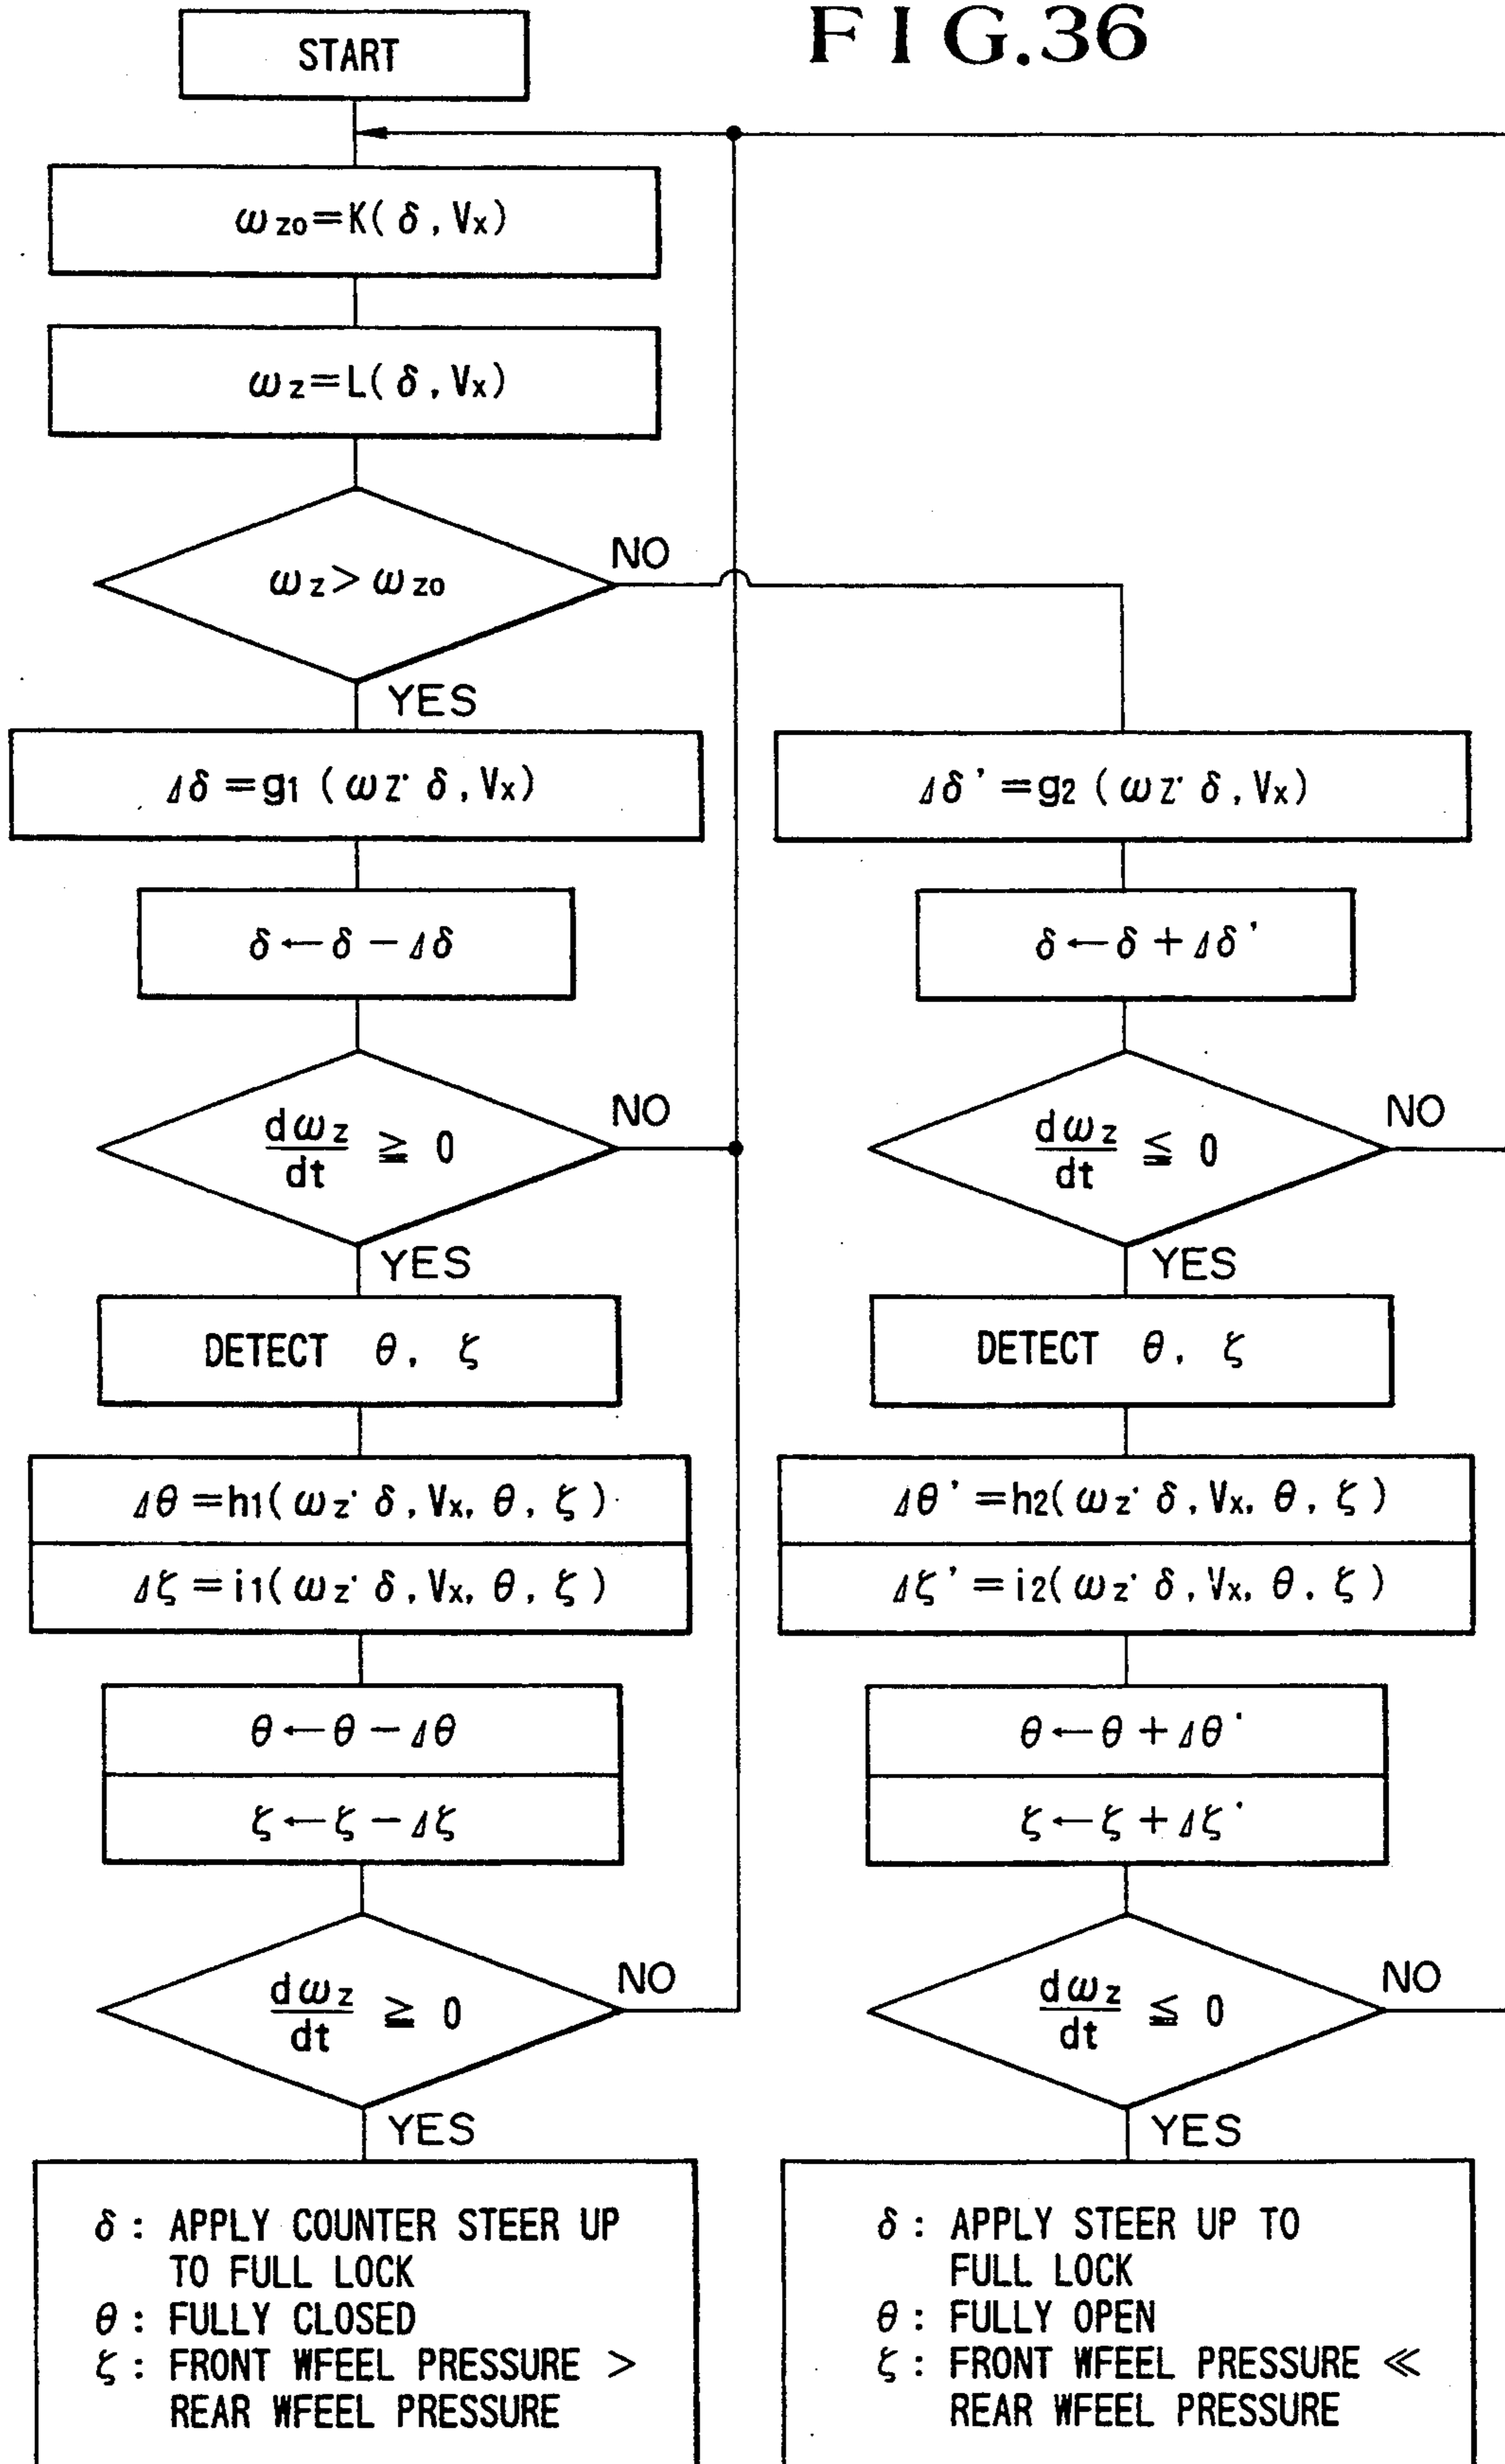 FIG.36
START
ωzo=K(δ,Vx)
ωz=L(δ,Vx)
ωz>ωzo
NO
YES
Δδ=g1(ωz·δ,Vx)
δ←δ-Δδ
dωz/dt ≧ 0
NO
YES
DETECT θ, ζ
Δθ=h1(ωz·δ,Vx,θ,ζ)
Δζ=i1(ωz·δ,Vx,θ,ζ)
θ←θ-Δθ
ζ←ζ-Δζ
dωz/dt ≧ 0
NO
YES
δ: APPLY COUNTER STEER UP
TO FULL LOCK
θ: FULLY CLOSED
ζ: FRONT WFEEL PRESSURE >
REAR WFEEL PRESSURE
Δδ'=g2(ωz·δ,Vx)
δ←δ+Δδ'
dωz/dt ≦ 0
NO
YES
DETECT θ, ζ
Δθ'=h2(ωz·δ,Vx,θ,ζ)
Δζ'=i2(ωz·δ,Vx,θ,ζ)
θ←θ+Δθ'
ζ←ζ+Δζ'
dωz/dt ≦ 0
NO
YES
δ: APPLY STEER UP TO
FULL LOCK
θ: FULLY OPEN
ζ: FRONT WFEEL PRESSURE ≪
REAR WFEEL PRESSURE